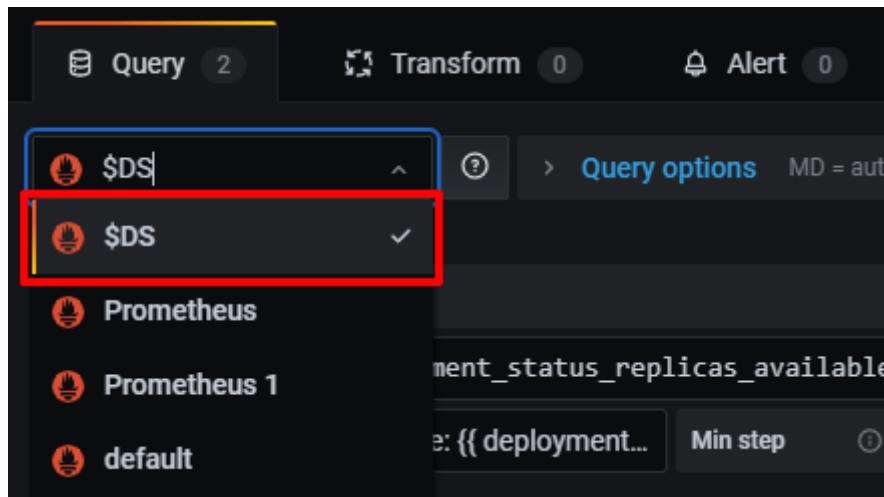 Query 2 Transform 0 Alert 0
$DS Query options MD = aut
$DS
Prometheus
Prometheus 1
ment_status_replicas_available
e: {{ deployment... Min step
default